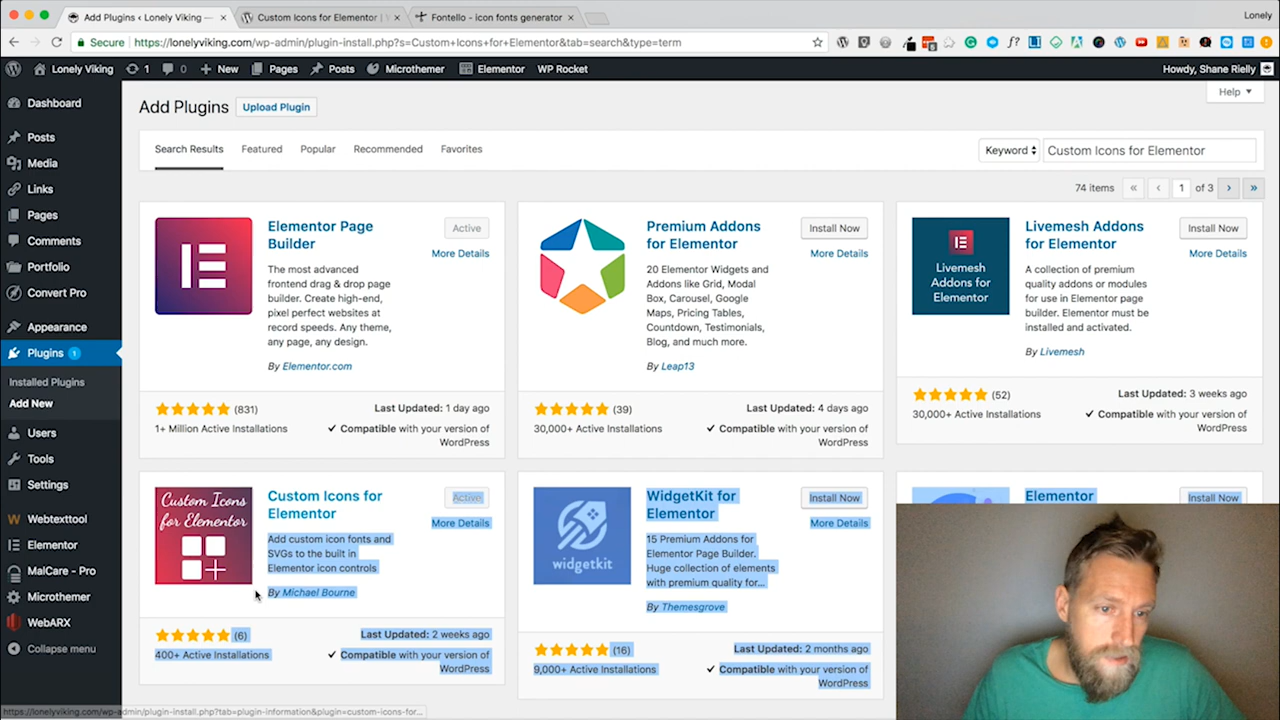 Add Plugins ‹ Lonely Viking —
Custom Icons for Elementor |
Fontello - icon fonts generator
Lonely
Secure
https://lonelyviking.com/wp-admin/plugin-install.php?s=Custom+Icons+for+Elementor&tab=search&type=term
Lonely Viking
1
0
New
Pages
Posts
Microthemer
Elementor
WP Rocket
Howdy, Shane Rielly
Dashboard
Posts
Media
Links
Pages
Comments
Portfolio
Convert Pro
Appearance
Plugins 1
Installed Plugins
Add New
Users
Tools
Settings
Webtexttool
Elementor
MalCare - Pro
Microthemer
WebARX
Collapse menu
Add Plugins
Upload Plugin
Help
Search Results
Featured
Popular
Recommended
Favorites
Keyword
Custom Icons for Elementor
74 items
«
‹
1
of 3
›
»
Elementor Page
Builder
Active
More Details
The most advanced
frontend drag & drop page
builder. Create high-end,
pixel perfect websites at
record speeds. Any theme,
any page, any design.
By Elementor.com
(831)
Last Updated: 1 day ago
1+ Million Active Installations
Compatible with your version of
WordPress
Premium Addons
for Elementor
Install Now
More Details
20 Elementor Widgets and
Addons like Grid, Modal
Box, Carousel, Google
Maps, Pricing Tables,
Countdown, Testimonials,
Blog, and much more.
By Leap13
(39)
Last Updated: 4 days ago
30,000+ Active Installations
Compatible with your version of
WordPress
Livemesh
Addons for
Elementor
Livemesh Addons
for Elementor
Install Now
More Details
A collection of premium
quality addons or modules
for use in Elementor page
builder. Elementor must be
installed and activated.
By Livemesh
(52)
Last Updated: 3 weeks ago
30,000+ Active Installations
Compatible with your version of
WordPress
Custom Icons
for Elementor
Custom Icons for
Elementor
Active
More Details
Add custom icon fonts and
SVGs to the built in
Elementor icon controls
By Michael Bourne
(6)
Last Updated: 2 weeks ago
400+ Active Installations
Compatible with your version of
WordPress
widgetkit
WidgetKit for
Elementor
Install Now
More Details
15 Premium Addons for
Elementor Page Builder.
Huge collection of elements
with premium quality for...
By Themesgrove
(16)
Last Updated: 2 months ago
9,000+ Active Installations
Compatible with your version of
WordPress
Elementor
Install Now
https://lonelyviking.com/wp-admin/plugin-install.php?tab=plugin-information&plugin=custom-icons-for...